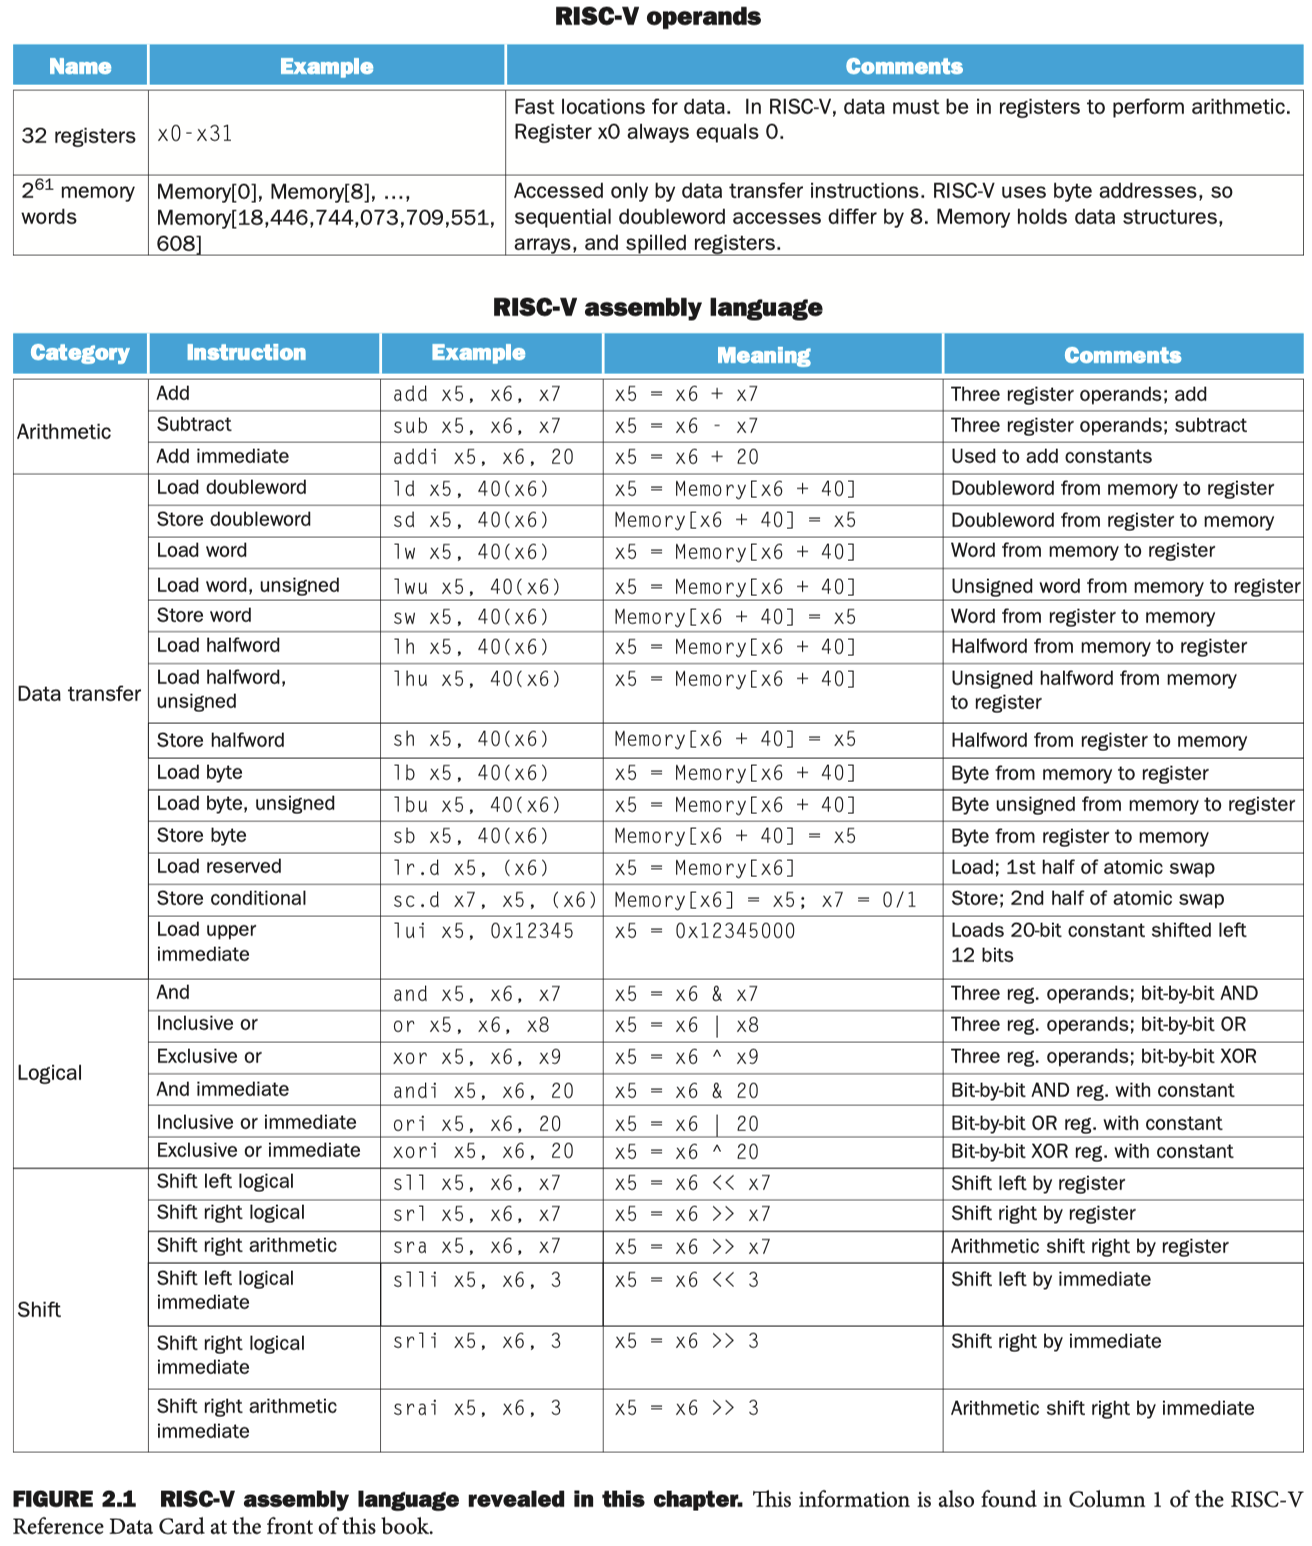 RISC-V operands
Name Example Comments
32 registers x0-x31 Fast locations for data. In RISC-V, data must be in registers to perform arithmetic.
Register x0 always equals 0.
2^61 memory words Memory[0], Memory[8], …,
Memory[18,446,744,073,709,551,
608] Accessed only by data transfer instructions. RISC-V uses byte addresses, so
sequential doubleword accesses differ by 8. Memory holds data structures,
arrays, and spilled registers.
RISC-V assembly language
Category Instruction Example Meaning Comments
Arithmetic
Add add x5, x6, x7 x5 = x6 + x7 Three register operands; add
Subtract sub x5, x6, x7 x5 = x6 - x7 Three register operands; subtract
Add immediate addi x5, x6, 20 x5 = x6 + 20 Used to add constants
Data transfer
Load doubleword ld x5, 40(x6) x5 = Memory[x6 + 40] Doubleword from memory to register
Store doubleword sd x5, 40(x6) Memory[x6 + 40] = x5 Doubleword from register to memory
Load word lw x5, 40(x6) x5 = Memory[x6 + 40] Word from memory to register
Load word, unsigned lwu x5, 40(x6) x5 = Memory[x6 + 40] Unsigned word from memory to register
Store word sw x5, 40(x6) Memory[x6 + 40] = x5 Word from register to memory
Load halfword lh x5, 40(x6) x5 = Memory[x6 + 40] Halfword from memory to register
Load halfword,
unsigned lhu x5, 40(x6) x5 = Memory[x6 + 40] Unsigned halfword from memory
to register
Store halfword sh x5, 40(x6) Memory[x6 + 40] = x5 Halfword from register to memory
Load byte lb x5, 40(x6) x5 = Memory[x6 + 40] Byte from memory to register
Load byte, unsigned lbu x5, 40(x6) x5 = Memory[x6 + 40] Byte unsigned from memory to register
Store byte sb x5, 40(x6) Memory[x6 + 40] = x5 Byte from register to memory
Load reserved lr.d x5, (x6) x5 = Memory[x6] Load; 1st half of atomic swap
Store conditional sc.d x7, x5, (x6) Memory[x6] = x5; x7 = 0/1 Store; 2nd half of atomic swap
Load upper
immediate lui x5, 0x12345 x5 = 0x12345000 Loads 20-bit constant shifted left
12 bits
Logical
And and x5, x6, x7 x5 = x6 & x7 Three reg. operands; bit-by-bit AND
Inclusive or or x5, x6, x8 x5 = x6 | x8 Three reg. operands; bit-by-bit OR
Exclusive or xor x5, x6, x9 x5 = x6 ^ x9 Three reg. operands; bit-by-bit XOR
And immediate andi x5, x6, 20 x5 = x6 & 20 Bit-by-bit AND reg. with constant
Inclusive or immediate ori x5, x6, 20 x5 = x6 | 20 Bit-by-bit OR reg. with constant
Exclusive or immediate xori x5, x6, 20 x5 = x6 ^ 20 Bit-by-bit XOR reg. with constant
Shift
Shift left logical sll x5, x6, x7 x5 = x6 << x7 Shift left by register
Shift right logical srl x5, x6, x7 x5 = x6 >> x7 Shift right by register
Shift right arithmetic sra x5, x6, x7 x5 = x6 >> x7 Arithmetic shift right by register
Shift left logical
immediate slli x5, x6, 3 x5 = x6 << 3 Shift left by immediate
Shift right logical
immediate srli x5, x6, 3 x5 = x6 >> 3 Shift right by immediate
Shift right arithmetic
immediate srai x5, x6, 3 x5 = x6 >> 3 Arithmetic shift right by immediate
FIGURE 2.1 RISC-V assembly language revealed in this chapter. This information is also found in Column 1 of the RISC-V
Reference Data Card at the front of this book.